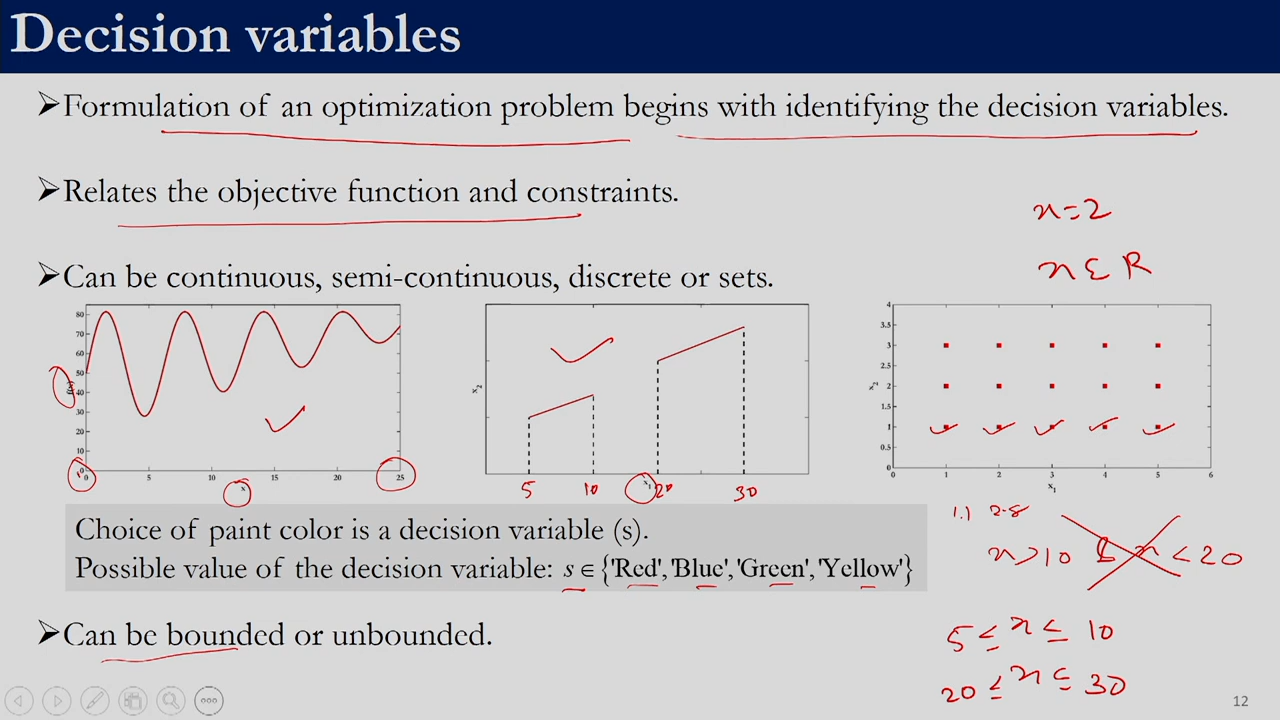 Decision variables
➢Formulation of an optimization problem begins with identifying the decision variables.
➢Relates the objective function and constraints.
x=2
x ε R
➢Can be continuous, semi-continuous, discrete or sets.
80
70
60
50
40
30
20
10
0
f(x)
0 5 10 15 20 25
x
x₂
5 10 20 30
x₁
4
3.5
3
2.5
2
1.5
1
0.5
0
x₂
0 1 2 3 4 5 6
x₁
1.1 2.8
x>10 & x<20
Choice of paint color is a decision variable (s).
Possible value of the decision variable: s∈{'Red','Blue','Green','Yellow'}
5 ≤ x ≤ 10
20 ≤ x ≤ 30
➢Can be bounded or unbounded.
12